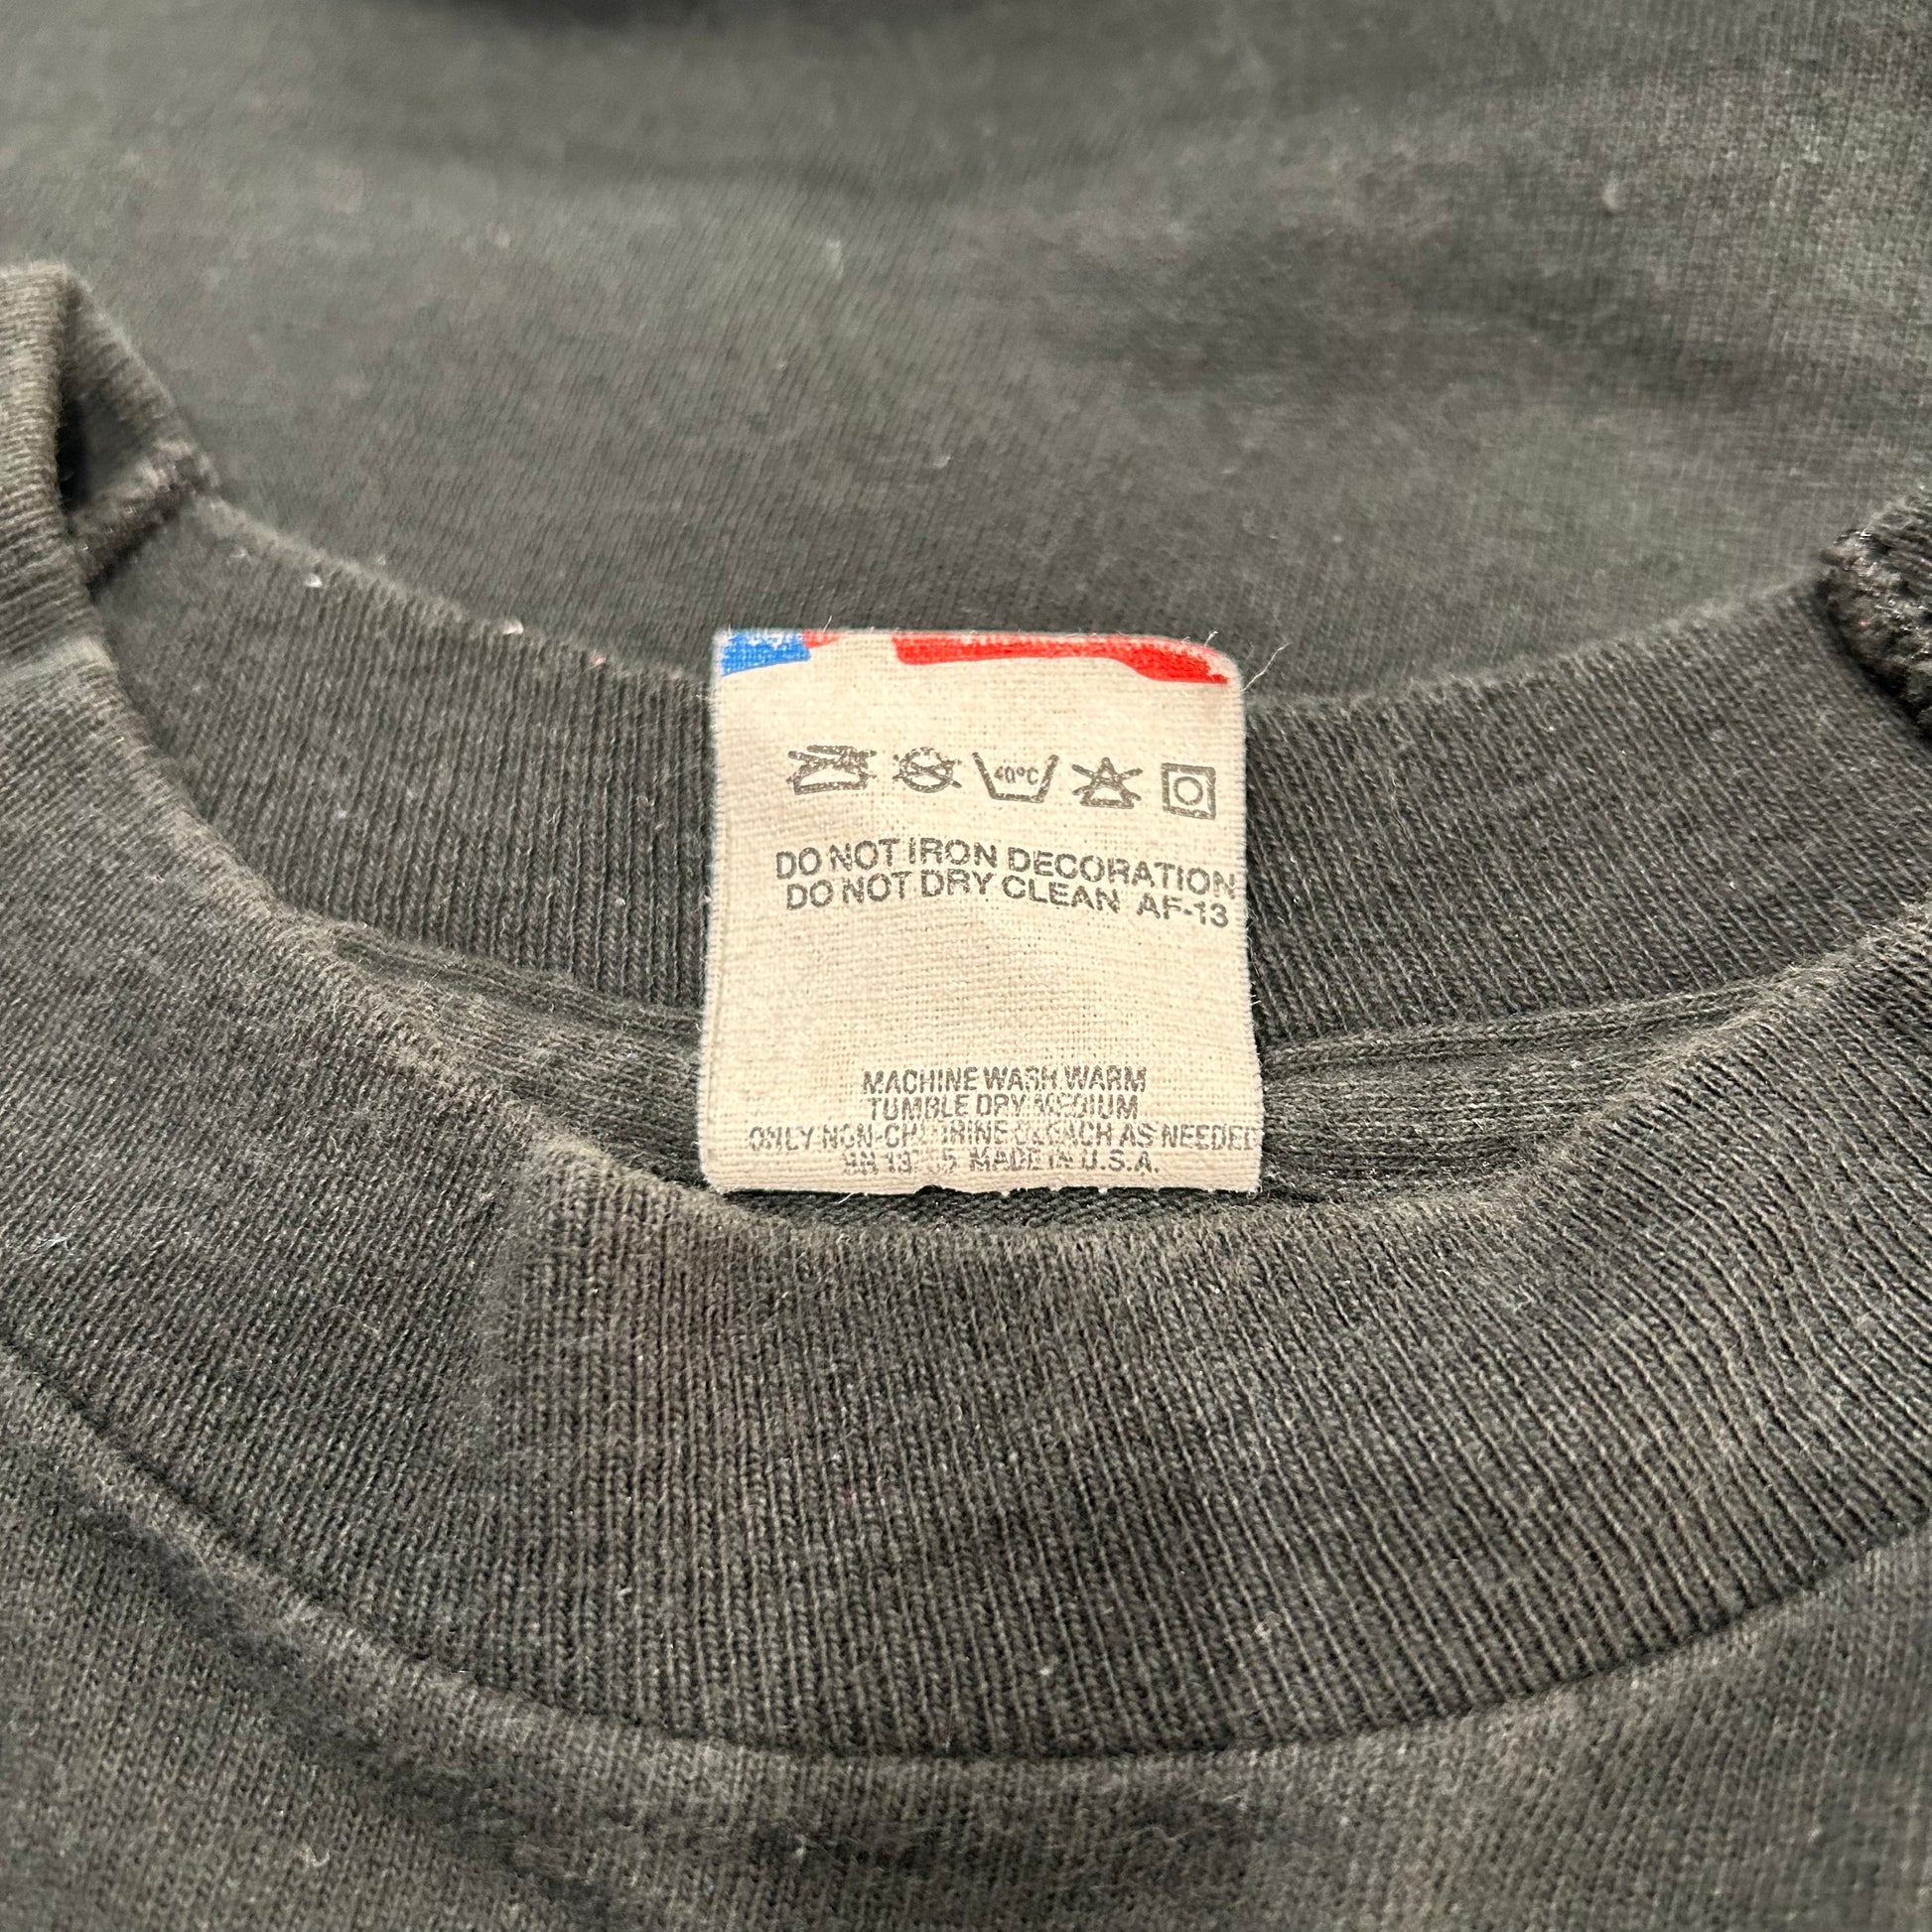 40°C
DO NOT IRON DECORATION
DO NOT DRY CLEAN AF-13
MACHINE WASH WARM
TUMBLE DRY MEDIUM
ONLY NON-CHLORINE BLEACH AS NEEDED
MADE IN U.S.A.